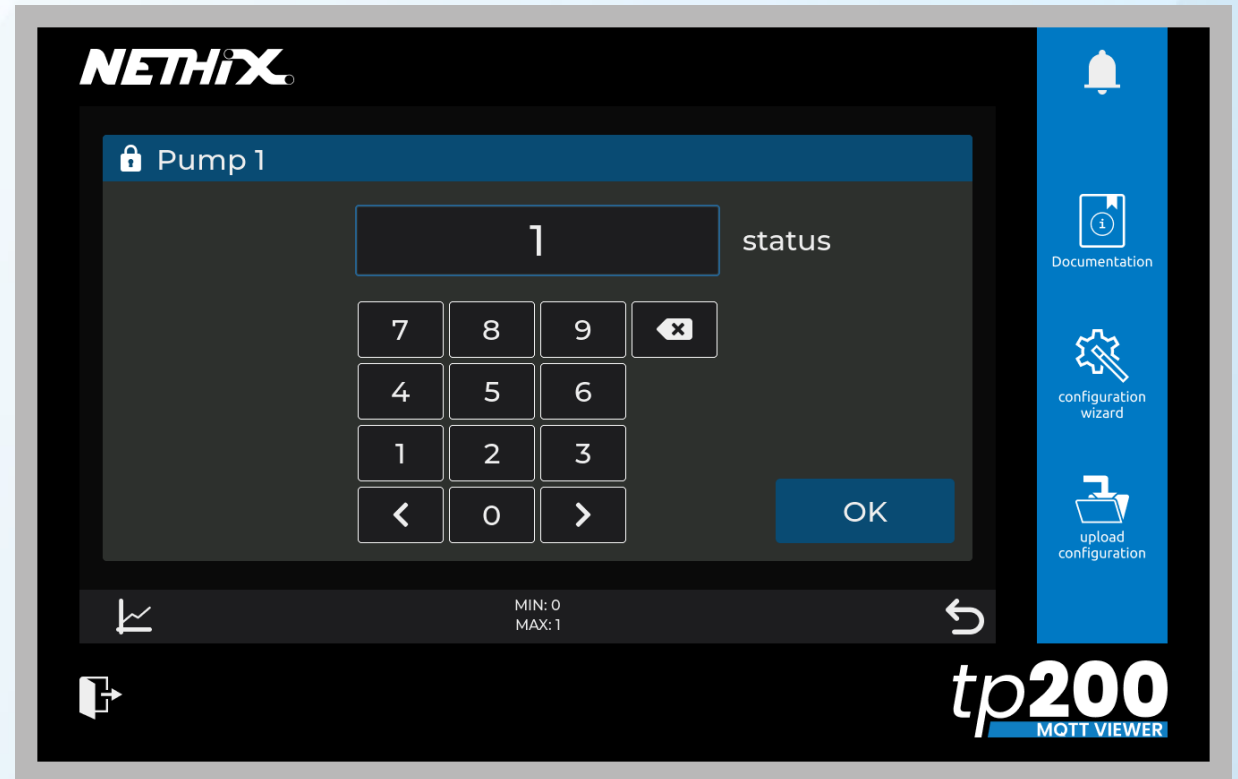 NETHiX
Pump 1
1 status
Documentation
7 8 9
4 5 6
configuration
wizard
1 2 3
0
OK
upload
configuration
MIN: 0
MAX: 1
tp200
MQTT VIEWER